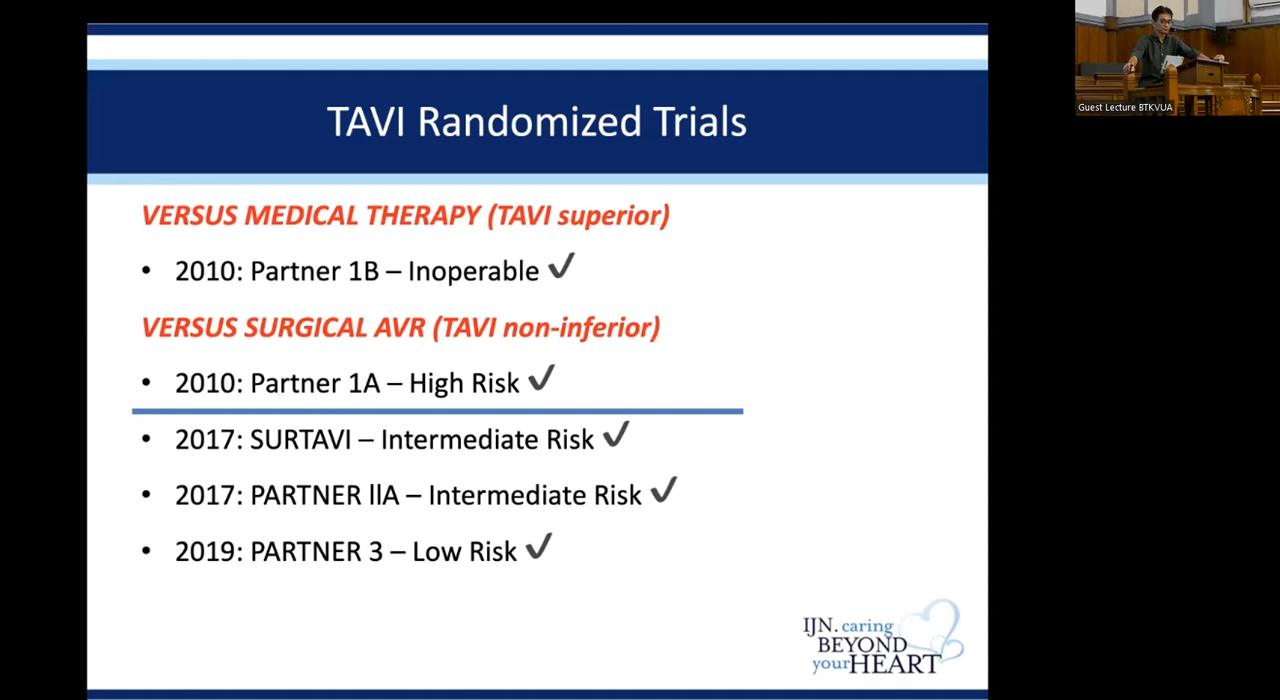 TAVI Randomized Trials
VERSUS MEDICAL THERAPY (TAVI superior)
• 2010: Partner 1B – Inoperable ✔
VERSUS SURGICAL AVR (TAVI non-inferior)
• 2010: Partner 1A – High Risk ✔
• 2017: SURTAVI – Intermediate Risk ✔
• 2017: PARTNER llA – Intermediate Risk ✔
• 2019: PARTNER 3 – Low Risk ✔
IJN. caring
BEYOND
your HEART
Guest Lecture BTKVUA